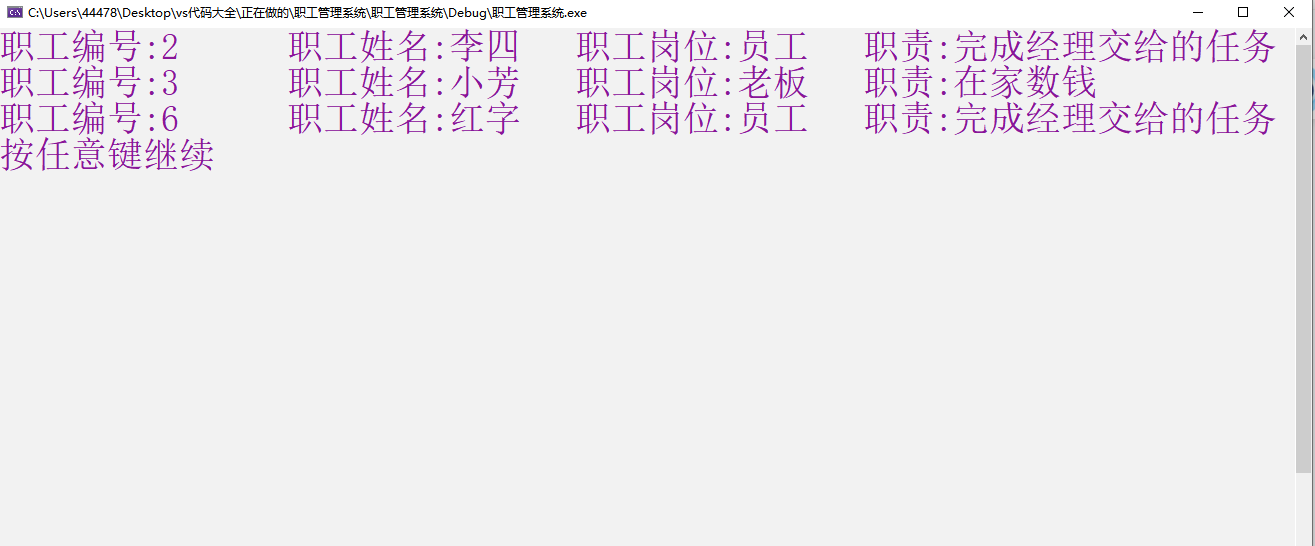 C:\Users\44478\Desktop\vs代码大全\正在做的\职工管理系统\职工管理系统\Debug\职工管理系统.exe
职工编号:2 职工姓名:李四 职工岗位:员工 职责:完成经理交给的任务
职工编号:3 职工姓名:小芳 职工岗位:老板 职责:在家数钱
职工编号:6 职工姓名:红字 职工岗位:员工 职责:完成经理交给的任务
按任意键继续